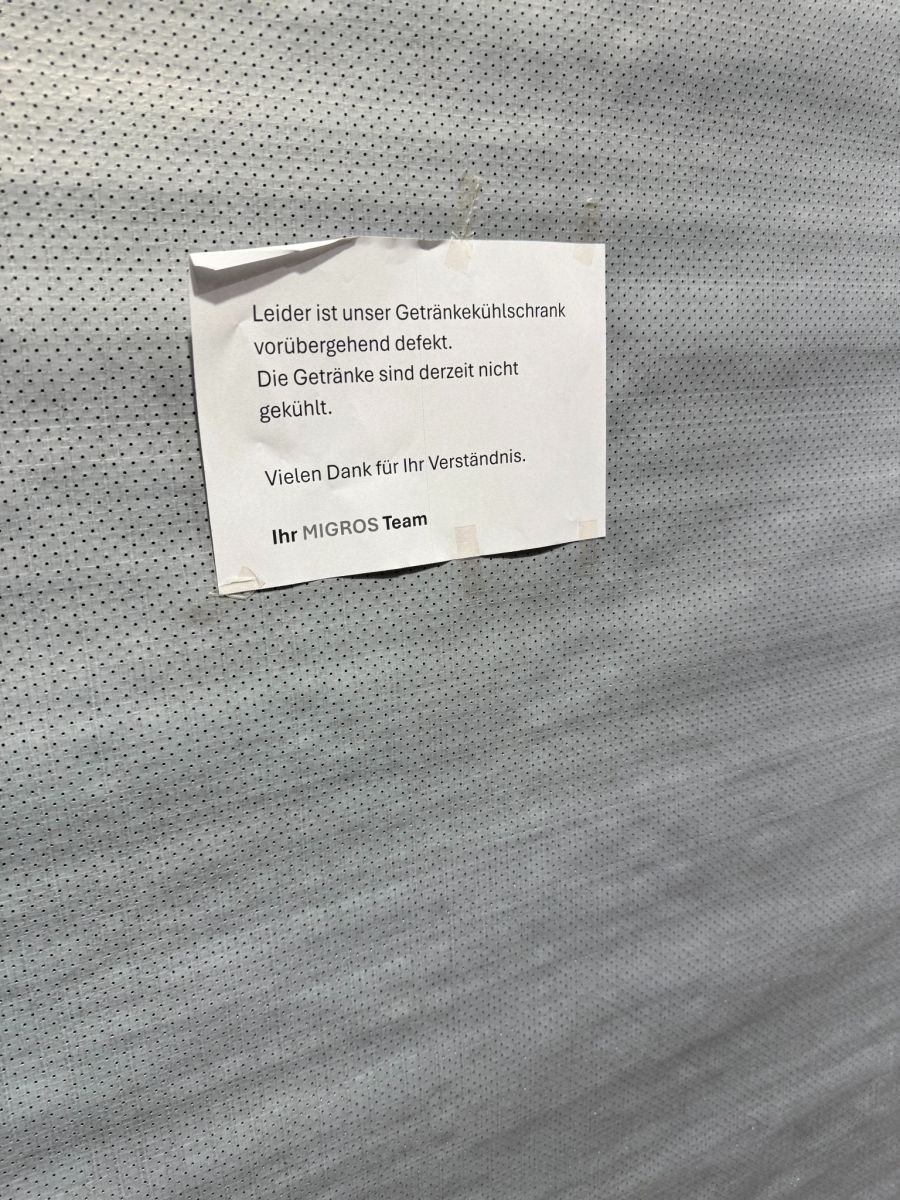 Leider ist unser Getränkekühlschrank
vorübergehend defekt.
Die Getränke sind derzeit nicht
gekühlt.
Vielen Dank für Ihr Verständnis.
Ihr MIGROS Team